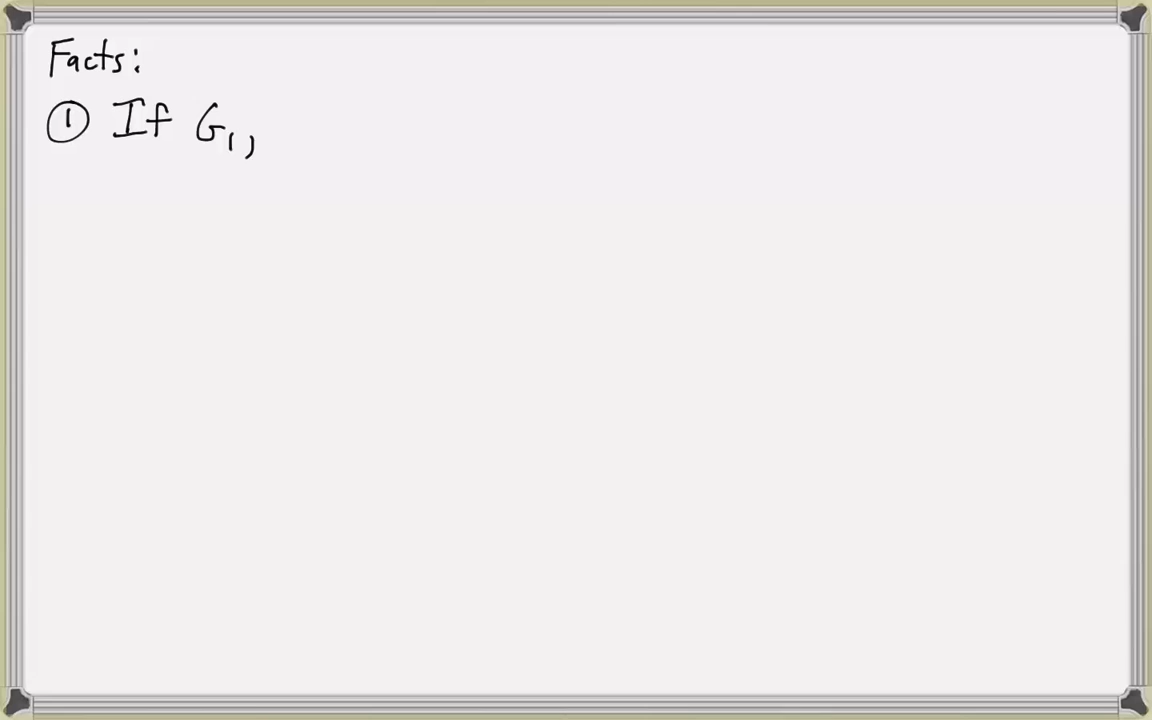 Facts:
① If G₁,